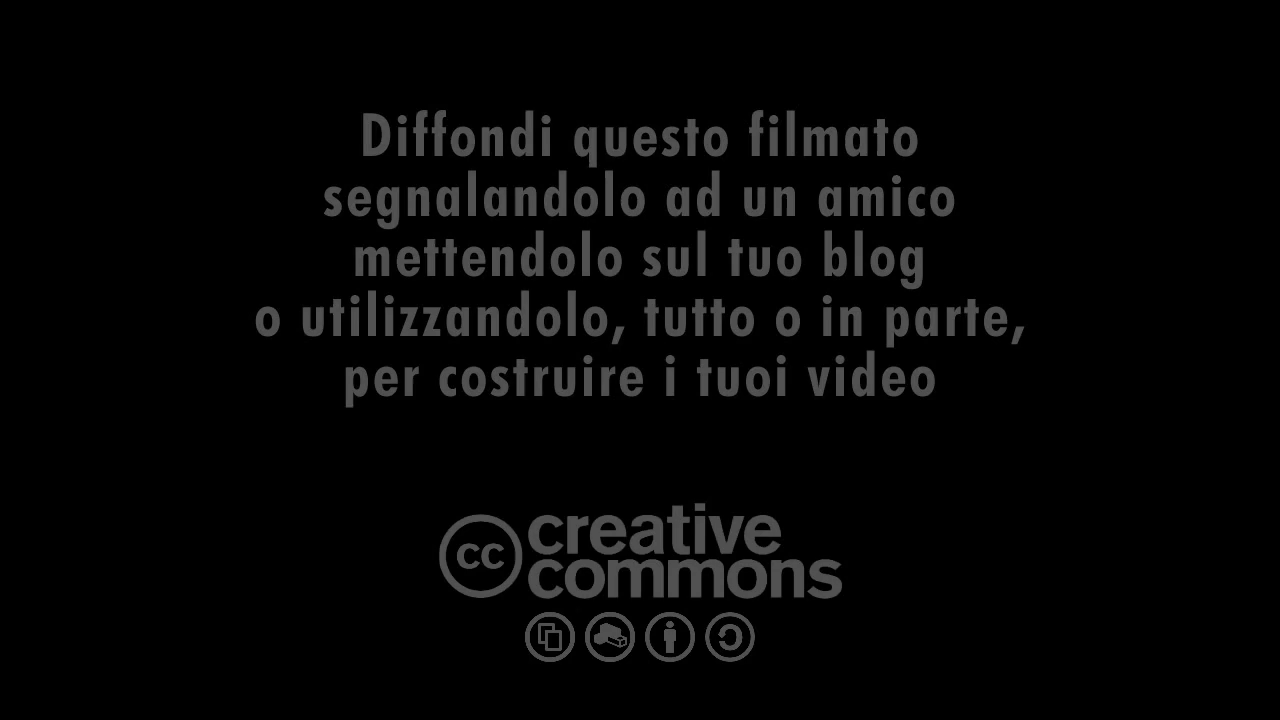 Diffondi questo filmato
segnalandolo ad un amico
mettendolo sul tuo blog
o utilizzandolo, tutto o in parte,
per costruire i tuoi video
cc creative
commons